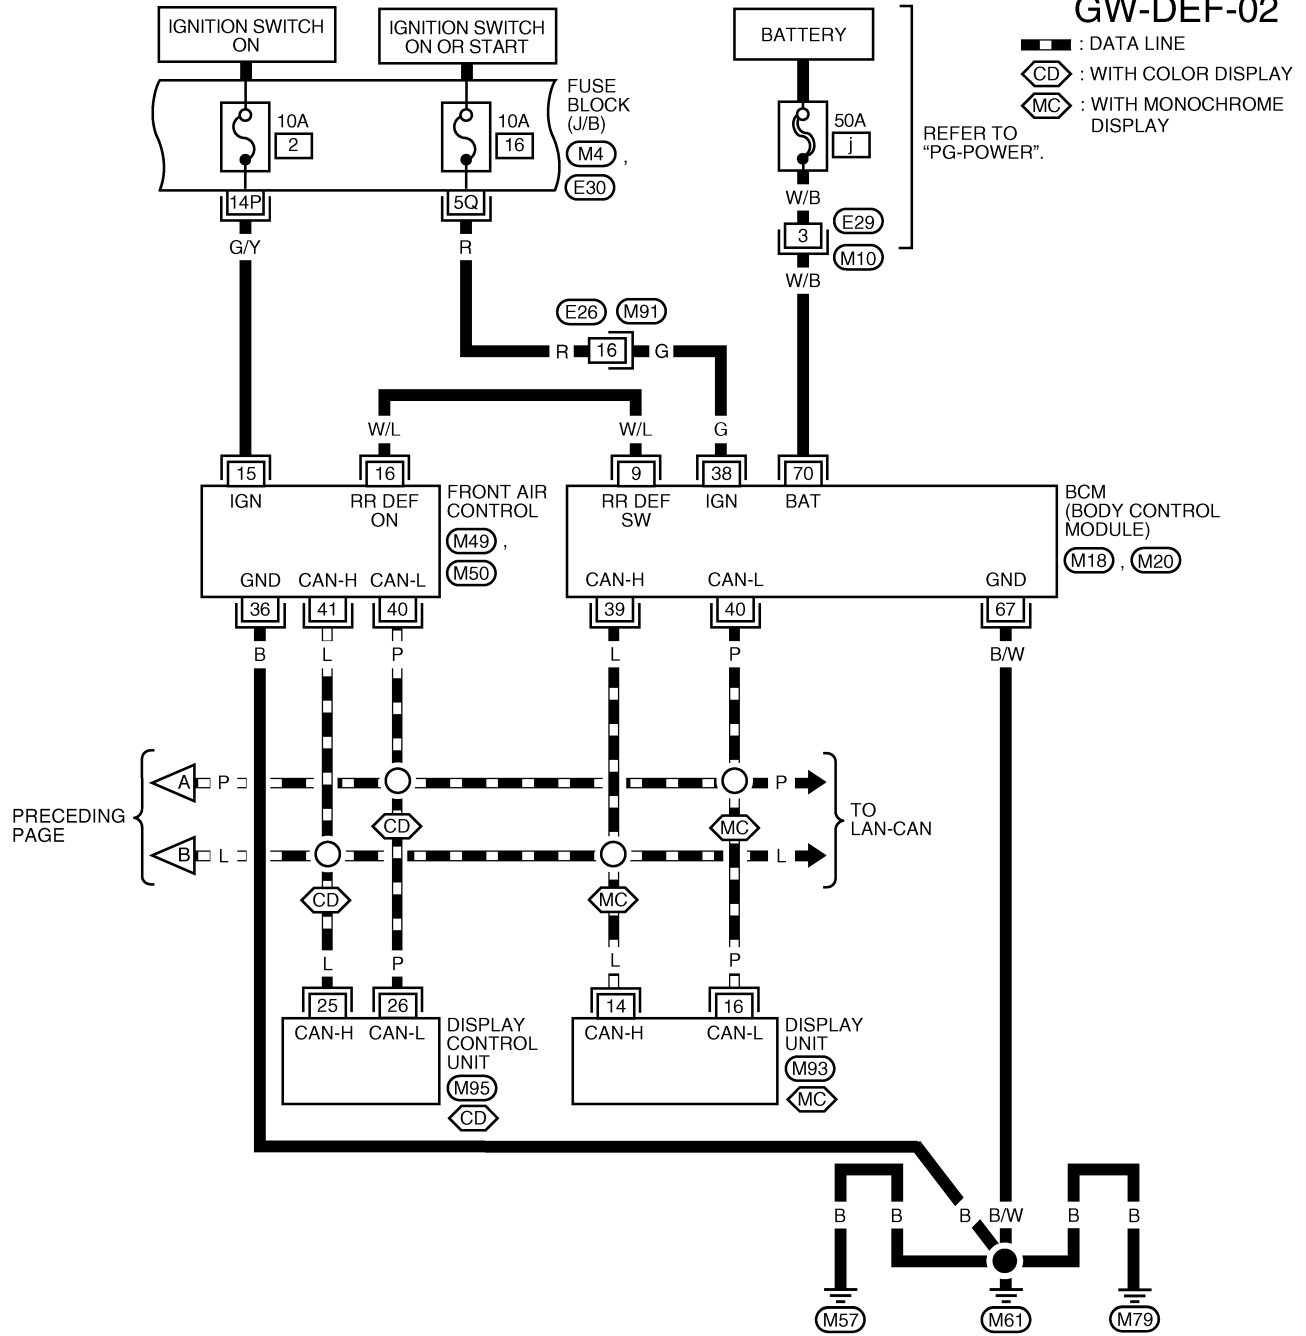 GW-DEF-02
: DATA LINE
CD : WITH COLOR DISPLAY
MC : WITH MONOCHROME
DISPLAY
IGNITION SWITCH
ON
IGNITION SWITCH
ON OR START
BATTERY
10A
2
10A
16
FUSE
BLOCK
(J/B)
M4 ,
E30
50A
j
REFER TO
“PG-POWER”.
14P
5Q
W/B
G/Y
R
3
E29
M10
W/B
E26 M91
R 16 G
W/L
W/L
G
15
16
9
38
70
IGN
RR DEF
ON
FRONT AIR
CONTROL
M49 ,
M50
RR DEF
SW
IGN
BAT
BCM
(BODY CONTROL
MODULE)
M18 , M20
GND CAN-H CAN-L
CAN-H
CAN-L
GND
36
41
40
39
40
67
B
L
P
L
P
B/W
PRECEDING
PAGE
A P
P
CD
MC
TO
LAN-CAN
B L
L
CD
MC
L
P
L
P
25
26
14
16
CAN-H CAN-L
DISPLAY
CONTROL
UNIT
M95
CD
CAN-H
CAN-L
DISPLAY
UNIT
M93
MC
B
B
B
B/W
B
B
M57
M61
M79